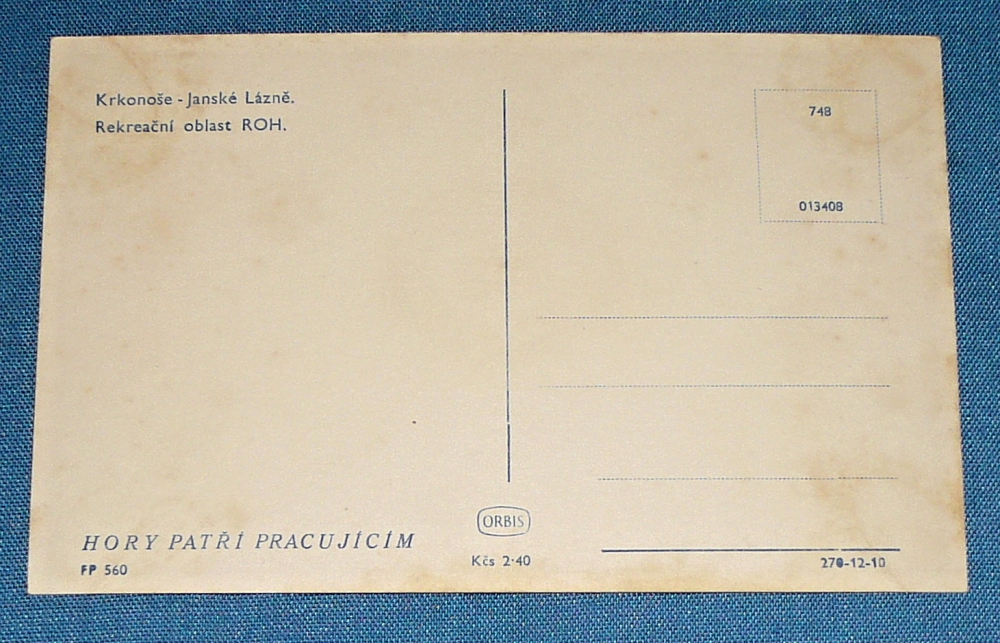 Krkonoše - Janské Lázně.
Rekreační oblast ROH.
748
013408
HORY PATŘÍ PRACUJÍCÍM
FP 560
ORBIS
Kčs 2·40
270-12-10